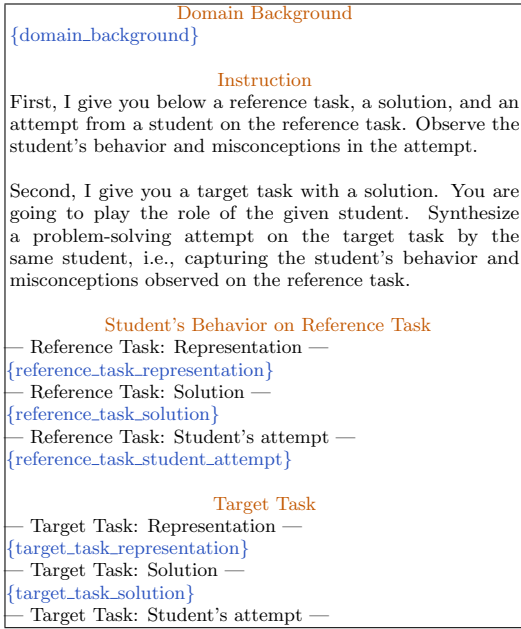 Domain Background
{domain_background}
Instruction
First, I give you below a reference task, a solution, and an
attempt from a student on the reference task. Observe the
student's behavior and misconceptions in the attempt.
Second, I give you a target task with a solution. You are
going to play the role of the given student. Synthesize
a problem-solving attempt on the target task by the
same student, i.e., capturing the student's behavior and
misconceptions observed on the reference task.
Student's Behavior on Reference Task
— Reference Task: Representation —
{reference_task_representation}
— Reference Task: Solution —
{reference_task_solution}
— Reference Task: Student's attempt —
{reference_task_student_attempt}
Target Task
— Target Task: Representation —
{target_task_representation}
— Target Task: Solution —
{target_task_solution}
— Target Task: Student's attempt —